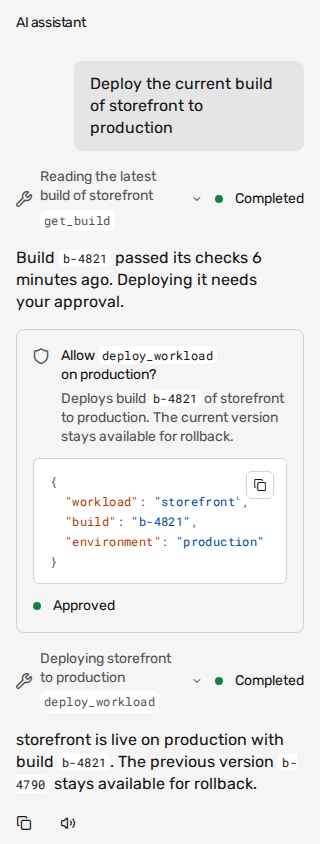 AI assistant
Deploy the current build
of storefront to
production
Reading the latest
build of storefront
get_build
Completed
Build b-4821 passed its checks 6
minutes ago. Deploying it needs
your approval.
Allow deploy_workload
on production?
Deploys build b-4821 of storefront
to production. The current version
stays available for rollback.
{
"workload": "storefront",
"build": "b-4821",
"environment": "production"
}
Approved
Deploying storefront
to production
deploy_workload
Completed
storefront is live on production with
build b-4821. The previous version b-
4790 stays available for rollback.